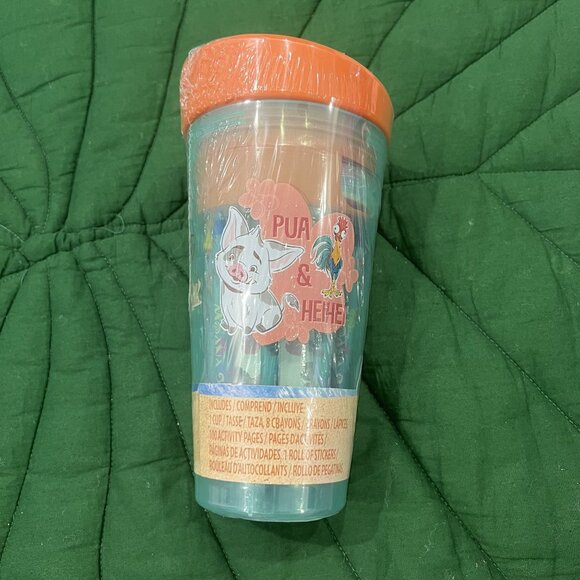 PUA
&
HEIHEI
INCLUDES / COMPREND / INCLUYE:
1 CUP / TASSE / TAZA, 8 CRAYONS / CRAYONS / LÁPICES,
100 ACTIVITY PAGES / PAGES D'ACTIVITÉS /
PÁGINAS DE ACTIVIDADES, 1 ROLL OF STICKERS /
ROULEAU D'AUTOCOLLANTS / ROLLO DE PEGATINAS